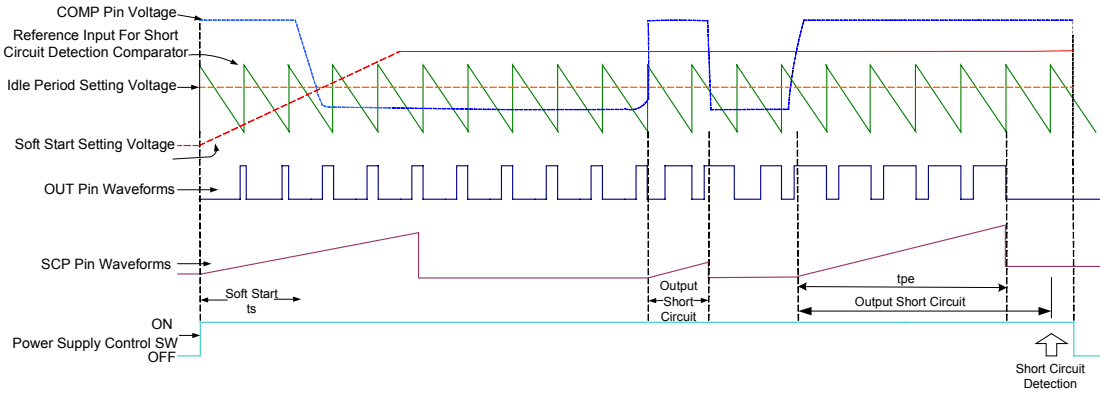 COMP Pin Voltage
Reference Input For Short
Circuit Detection Comparator
Idle Period Setting Voltage
Soft Start Setting Voltage
OUT Pin Waveforms
SCP Pin Waveforms
Soft Start
ts
Output
Short
Circuit
tpe
Output Short Circuit
ON
Power Supply Control SW
OFF
Short Circuit
Detection